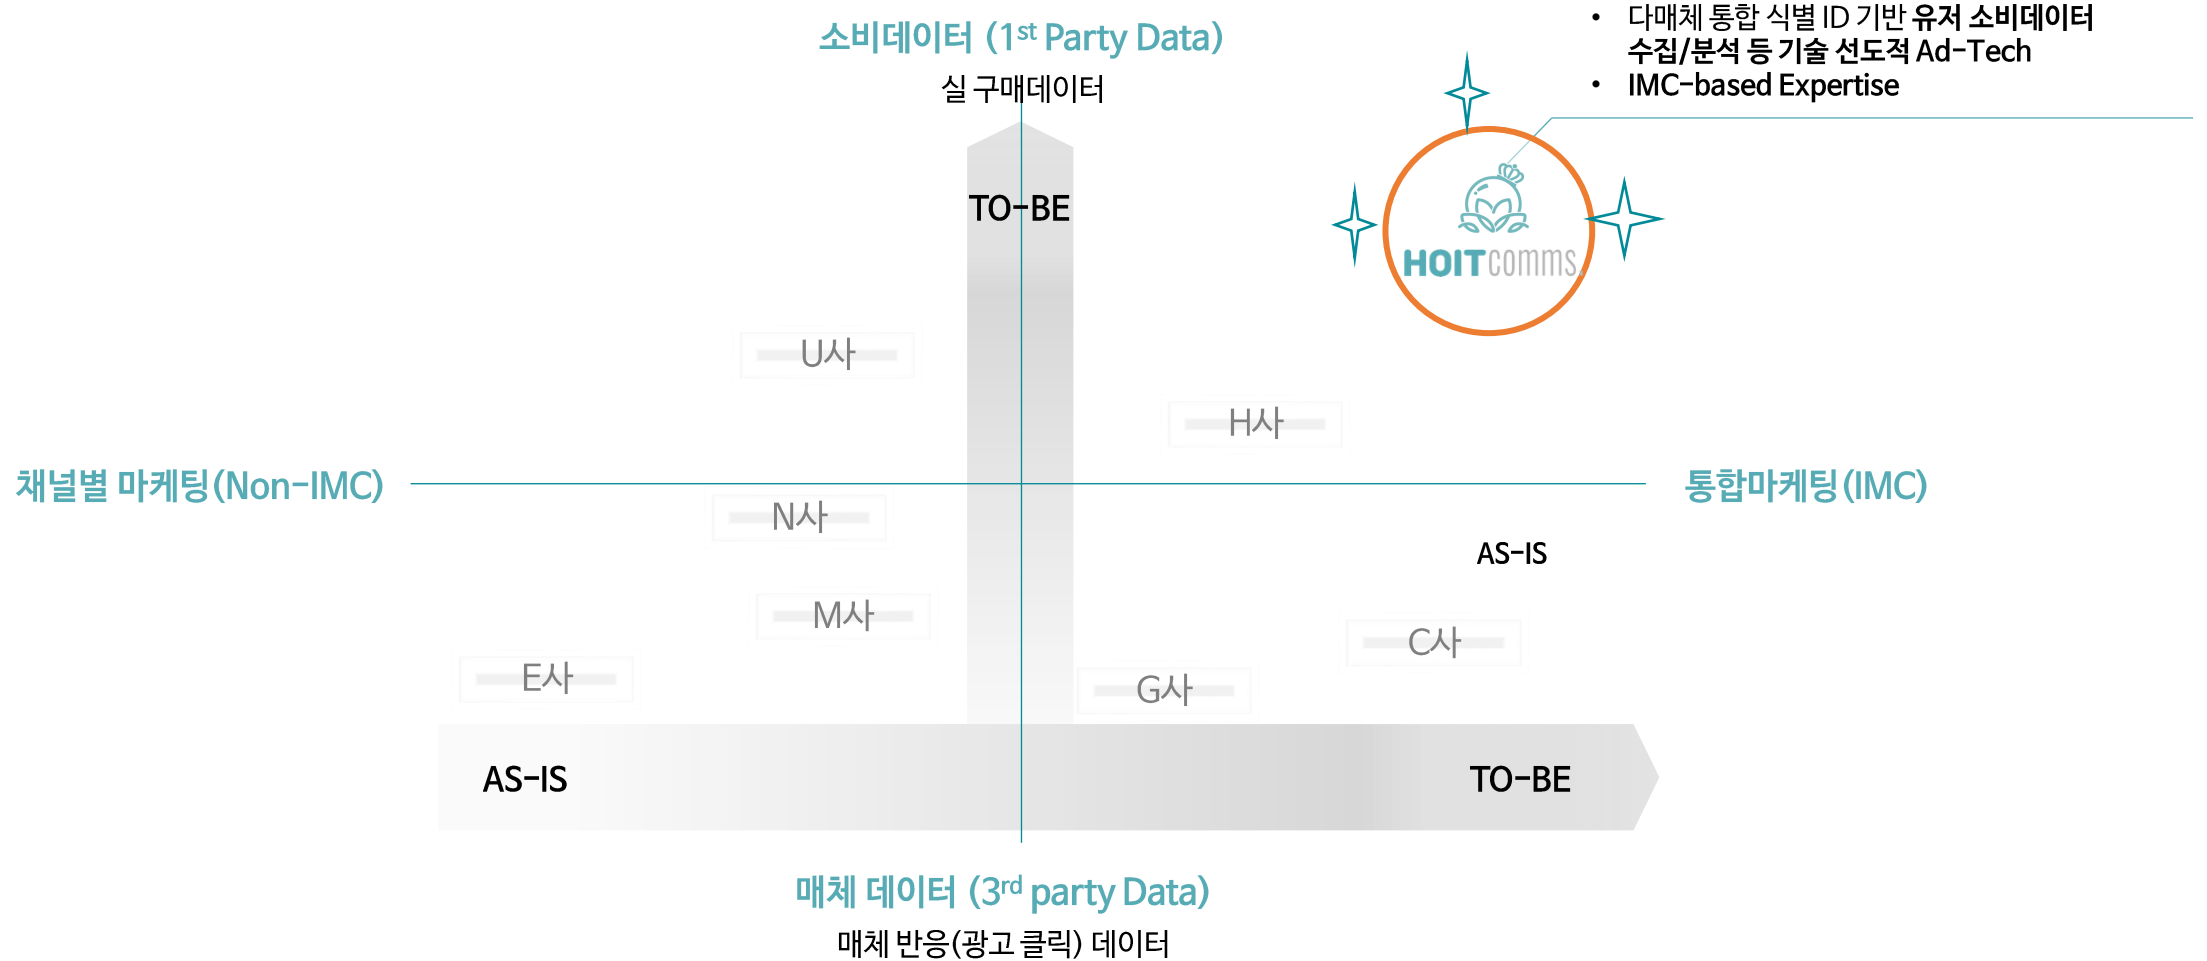 소비데이터 (1st Party Data)
실 구매데이터
• 다매체 통합 식별 ID 기반 유저 소비데이터
수집/분석 등 기술 선도적 Ad-Tech
• IMC-based Expertise
TO-BE
HOITcomms.
U사
H사
채널별 마케팅(Non-IMC)
통합마케팅(IMC)
N사
AS-IS
M사
C사
E사
G사
AS-IS
TO-BE
매체 데이터 (3rd party Data)
매체 반응(광고 클릭) 데이터